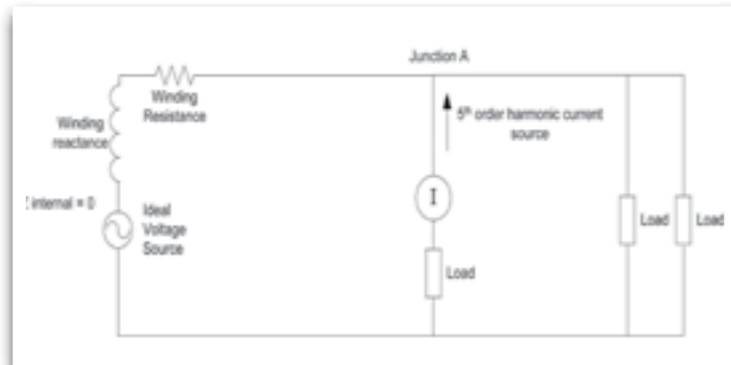 Junction A
Winding
Resistance
5th order harmonic current
source
Winding
reactance
internal = 0
Ideal
Voltage
Source
I
Load
Load
Load